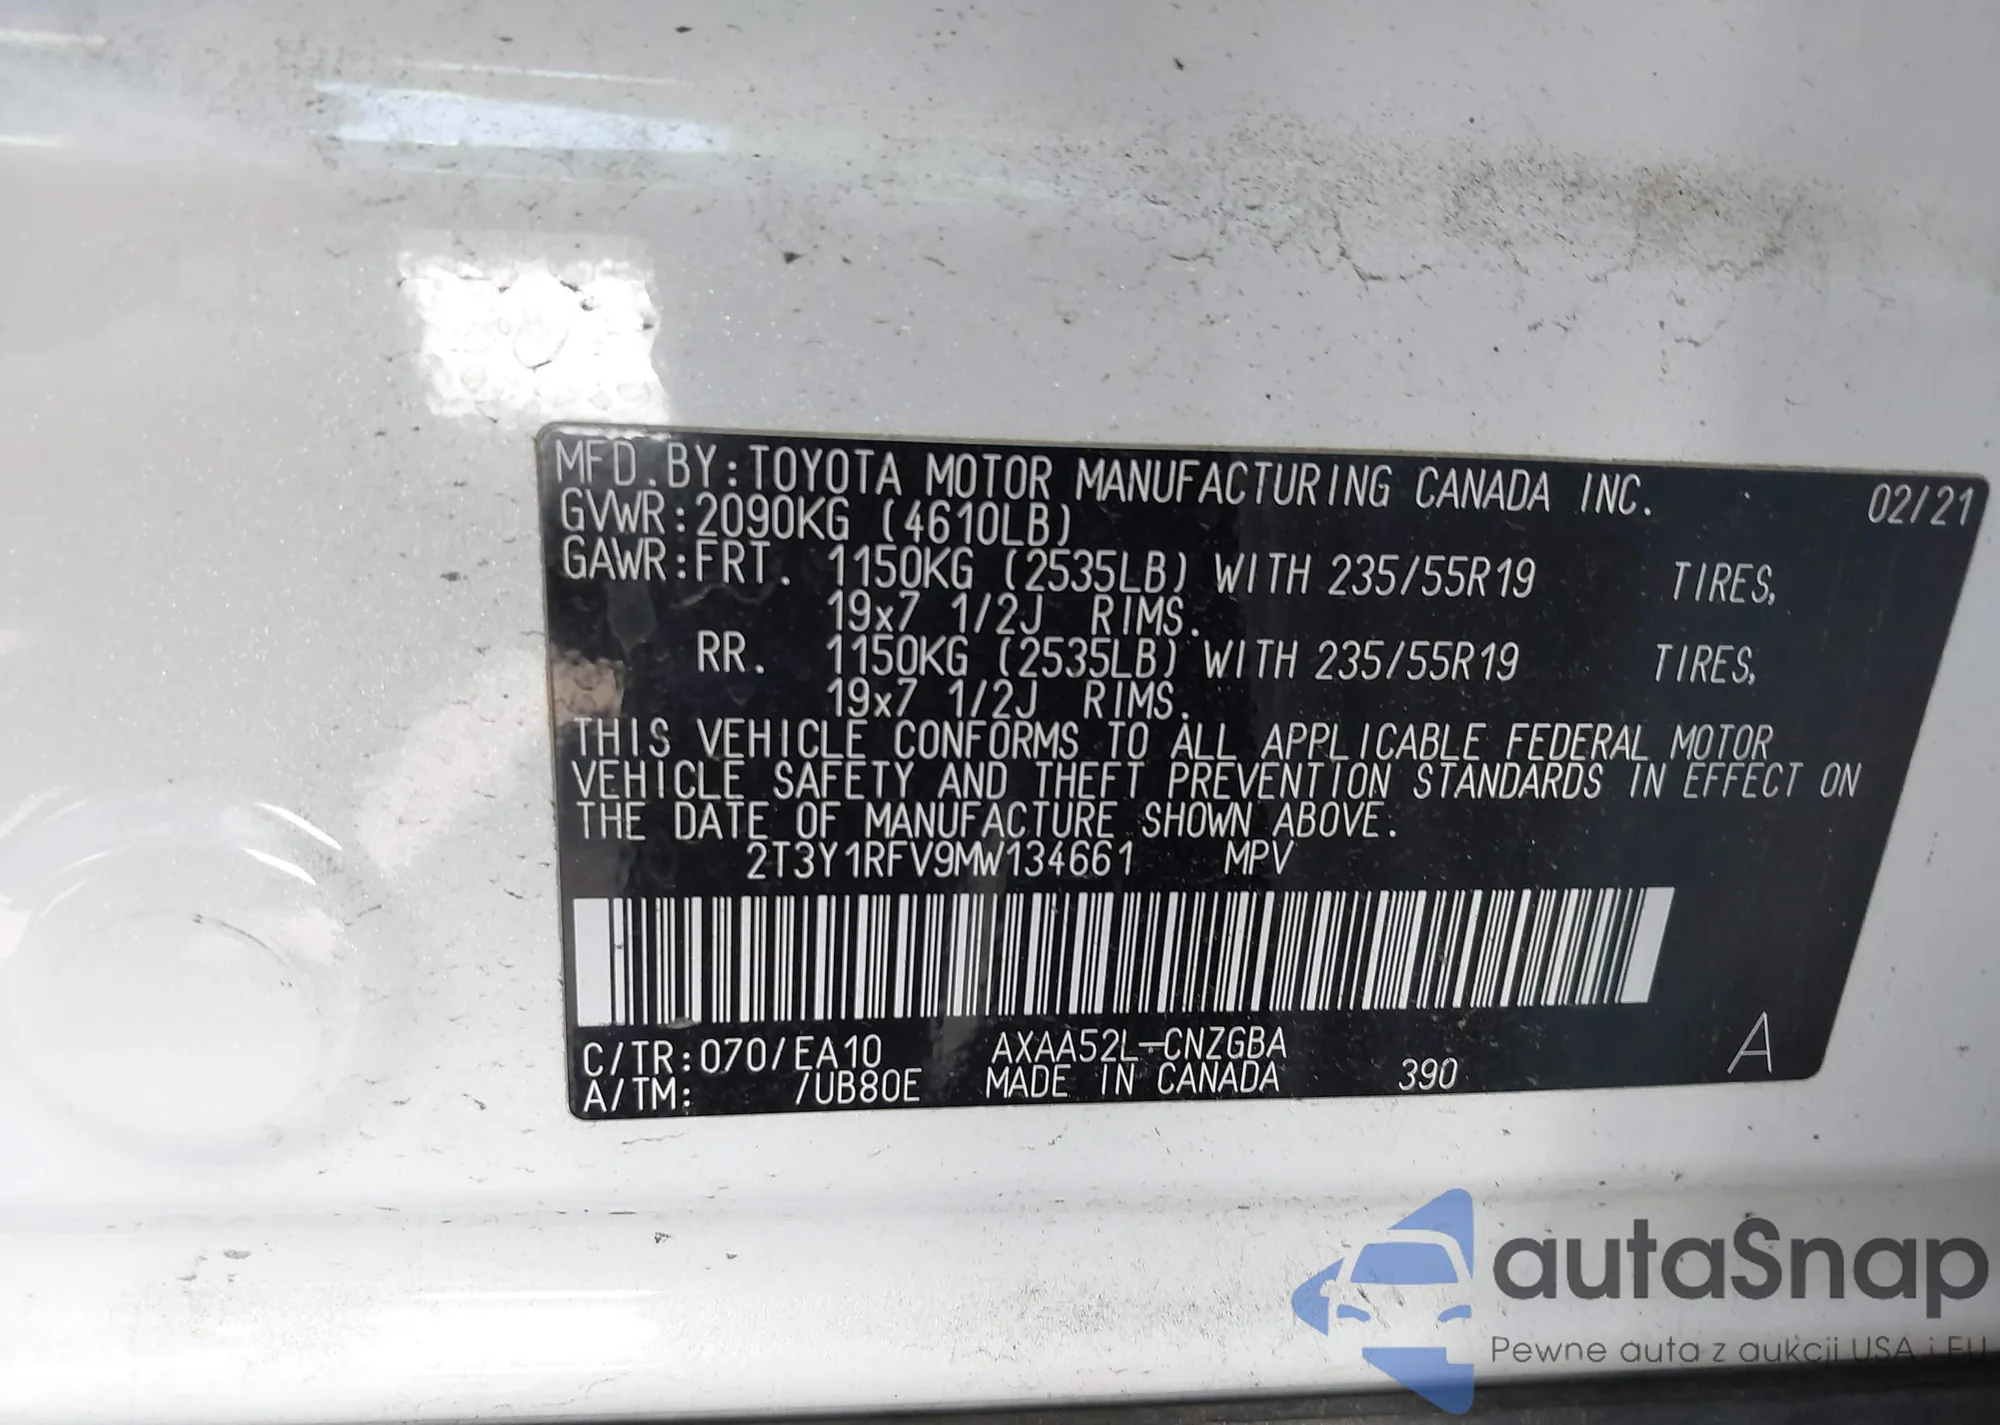 MFD. BY: TOYOTA MOTOR MANUFACTURING CANADA INC. 02/21
GVWR: 2090KG (4610LB)
GAWR: FRT. 1150KG (2535LB) WITH 235/55R19 TIRES,
19x7 1/2J RIMS.
RR. 1150KG (2535LB) WITH 235/55R19 TIRES,
19x7 1/2J RIMS.
THIS VEHICLE CONFORMS TO ALL APPLICABLE FEDERAL MOTOR
VEHICLE SAFETY AND THEFT PREVENTION STANDARDS IN EFFECT ON
THE DATE OF MANUFACTURE SHOWN ABOVE.
2T3Y1RFV9MW134661 MPV
C/TR: 070/EA10 AXAA52L-CNZGBA
A/TM: /UB80E MADE IN CANADA 390 A
autaSnap
Pewne auta z aukcji USA i EU